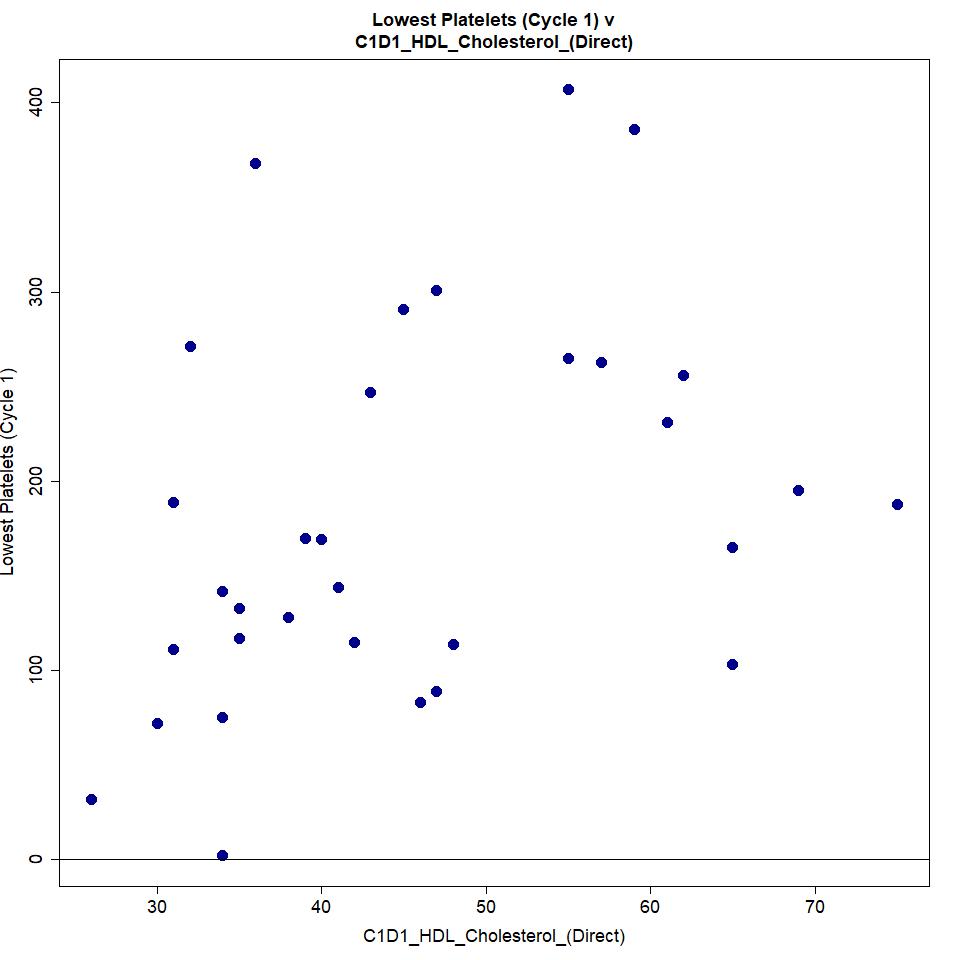 Lowest Platelets (Cycle 1) v
C1D1_HDL_Cholesterol_(Direct)
Lowest Platelets (Cycle 1)
400
300
200
100
0
30 40 50 60 70
C1D1_HDL_Cholesterol_(Direct)